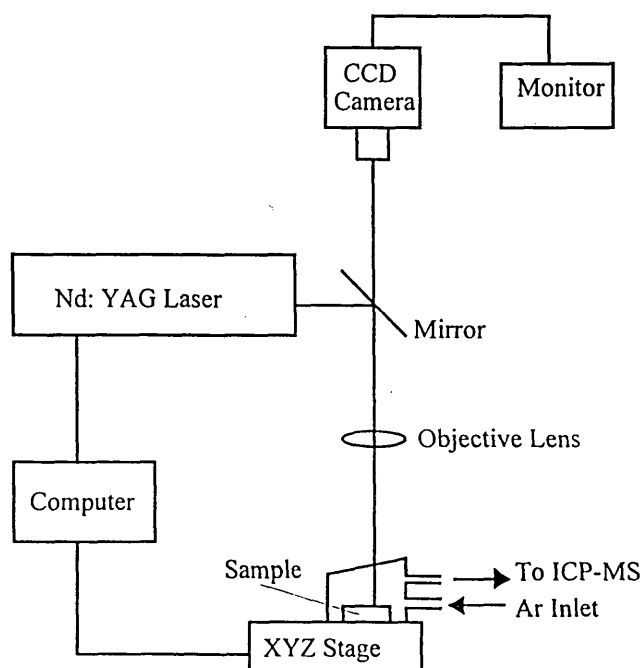 CCD
Camera
Monitor
Nd: YAG Laser
Mirror
Objective Lens
Computer
Sample
To ICP-MS
Ar Inlet
XYZ Stage